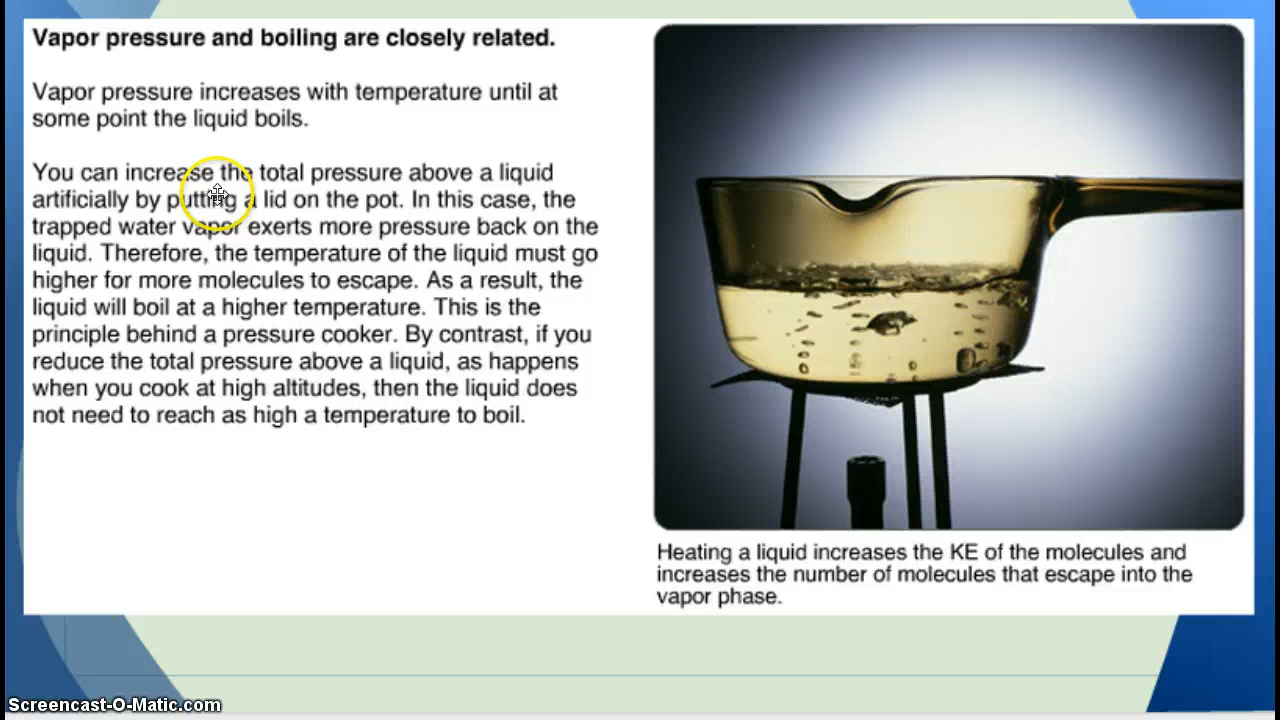 Vapor pressure and boiling are closely related.
Vapor pressure increases with temperature until at
some point the liquid boils.
You can increase the total pressure above a liquid
artificially by putting a lid on the pot. In this case, the
trapped water vapor exerts more pressure back on the
liquid. Therefore, the temperature of the liquid must go
higher for more molecules to escape. As a result, the
liquid will boil at a higher temperature. This is the
principle behind a pressure cooker. By contrast, if you
reduce the total pressure above a liquid, as happens
when you cook at high altitudes, then the liquid does
not need to reach as high a temperature to boil.
Heating a liquid increases the KE of the molecules and
increases the number of molecules that escape into the
vapor phase.
Screencast-O-Matic.com